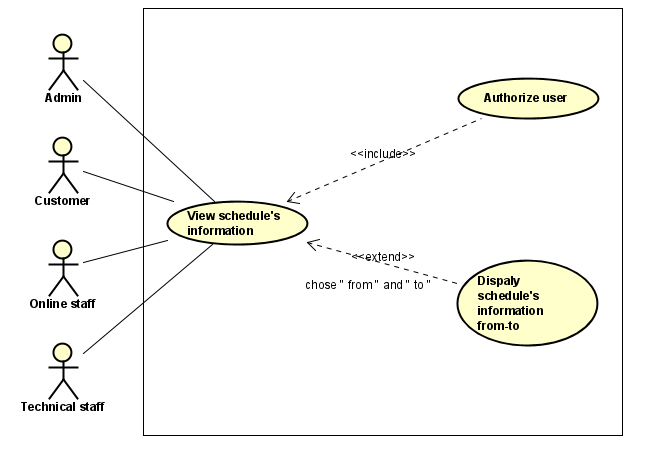 Admin
Customer
Online staff
Technical staff
View schedule's
information
Authorize user
<<include>>
<<extend>>
chose " from " and " to "
Dispaly
schedule's
information
from-to